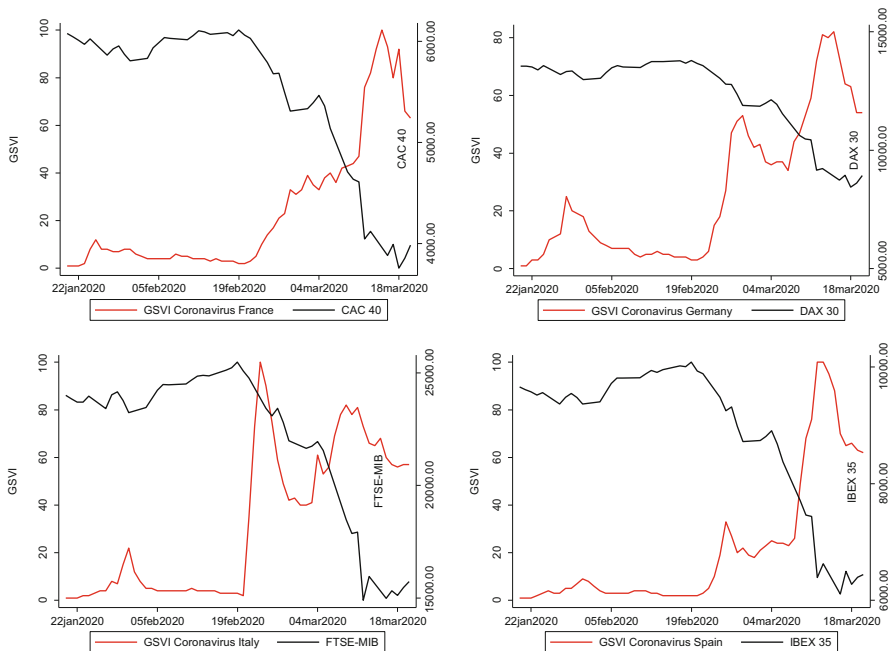 GSVI
100
80
60
40
20
0
6000.00
5000.00
4000.00
CAC 40
22jan2020 05feb2020 19feb2020 04mar2020 18mar2020
GSVI Coronavirus France CAC 40
GSVI
80
60
40
20
0
15000.00
10000.00
5000.00
DAX 30
22jan2020 05feb2020 19feb2020 04mar2020 18mar2020
GSVI Coronavirus Germany DAX 30
GSVI
100
80
60
40
20
0
25000.00
20000.00
15000.00
FTSE-MIB
22jan2020 05feb2020 19feb2020 04mar2020 18mar2020
GSVI Coronavirus Italy FTSE-MIB
GSVI
100
80
60
40
20
0
10000.00
8000.00
6000.00
IBEX 35
22jan2020 05feb2020 19feb2020 04mar2020 18mar2020
GSVI Coronavirus Spain IBEX 35